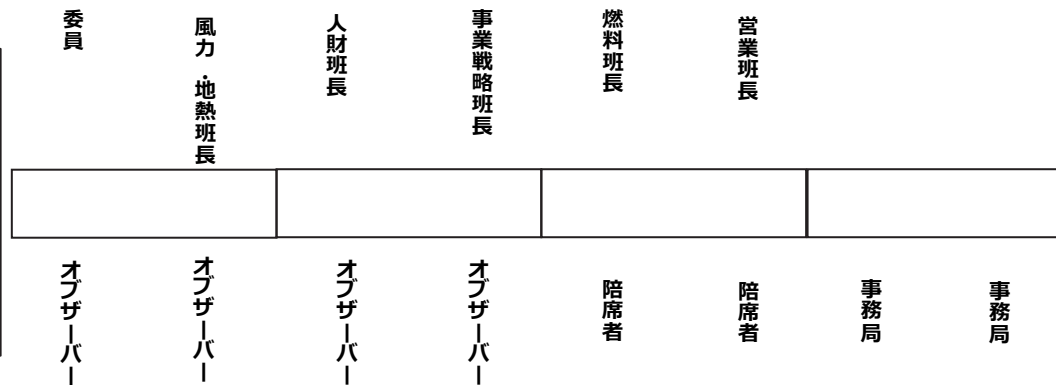 委員
風力・地熱班長
人財班長
事業戦略班長
燃料班長
営業班長
オブザーバー
オブザーバー
オブザーバー
オブザーバー
陪席者
陪席者
事務局
事務局